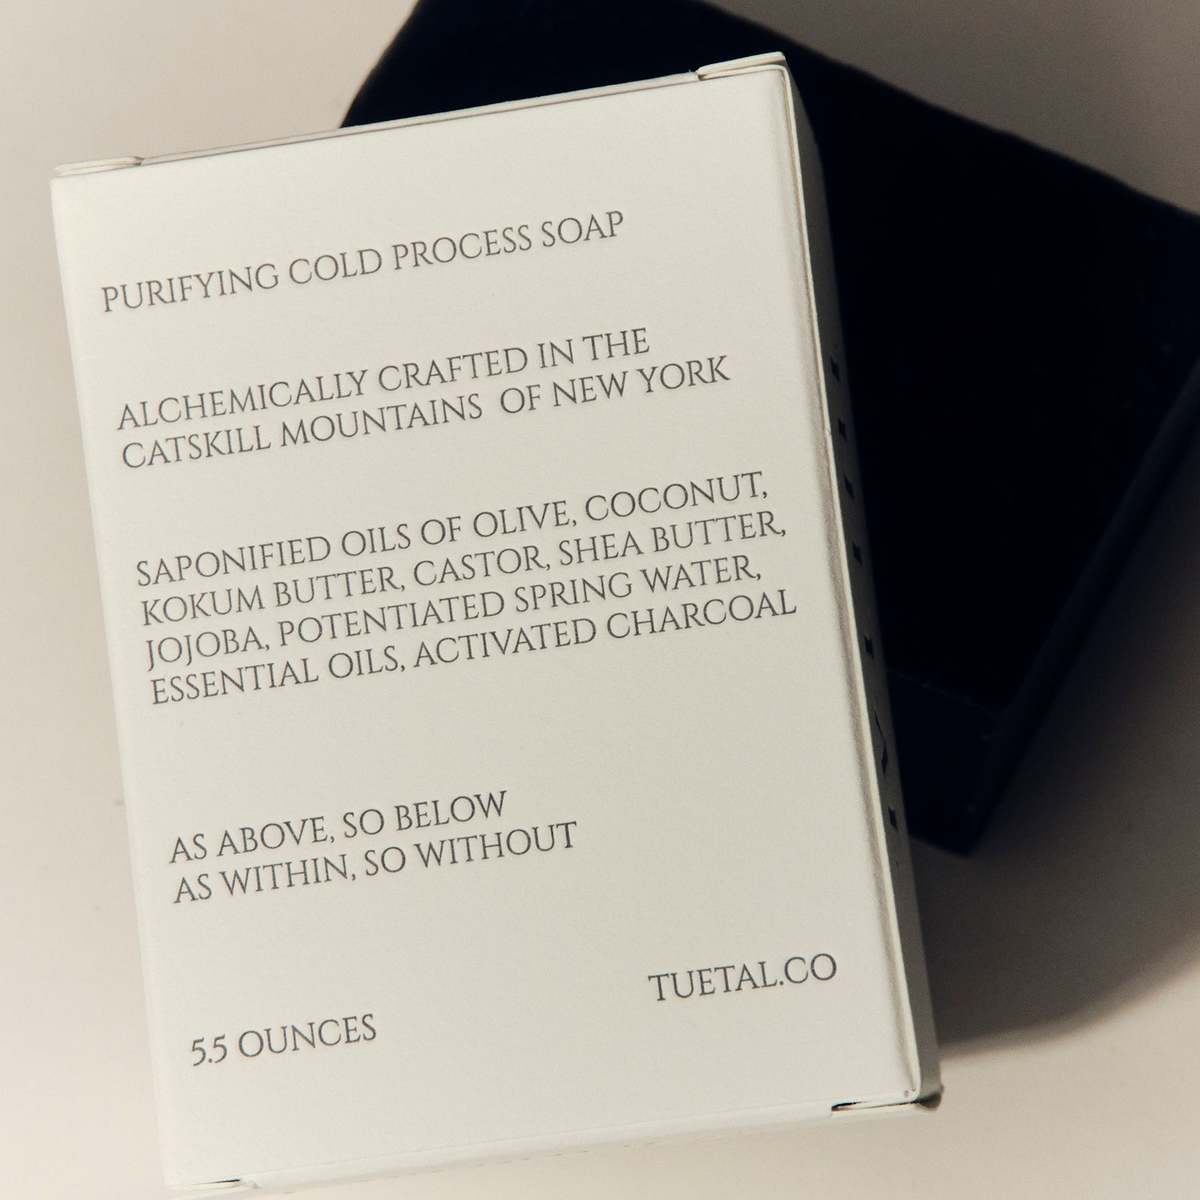 PURIFYING COLD PROCESS SOAP
ALCHEMICALLY CRAFTED IN THE
CATSKILL MOUNTAINS OF NEW YORK
SAPONIFIED OILS OF OLIVE, COCONUT,
KOKUM BUTTER, CASTOR, SHEA BUTTER,
JOJOBA, POTENTIATED SPRING WATER,
ESSENTIAL OILS, ACTIVATED CHARCOAL
AS ABOVE, SO BELOW
AS WITHIN, SO WITHOUT
TUETAL.CO
5.5 OUNCES